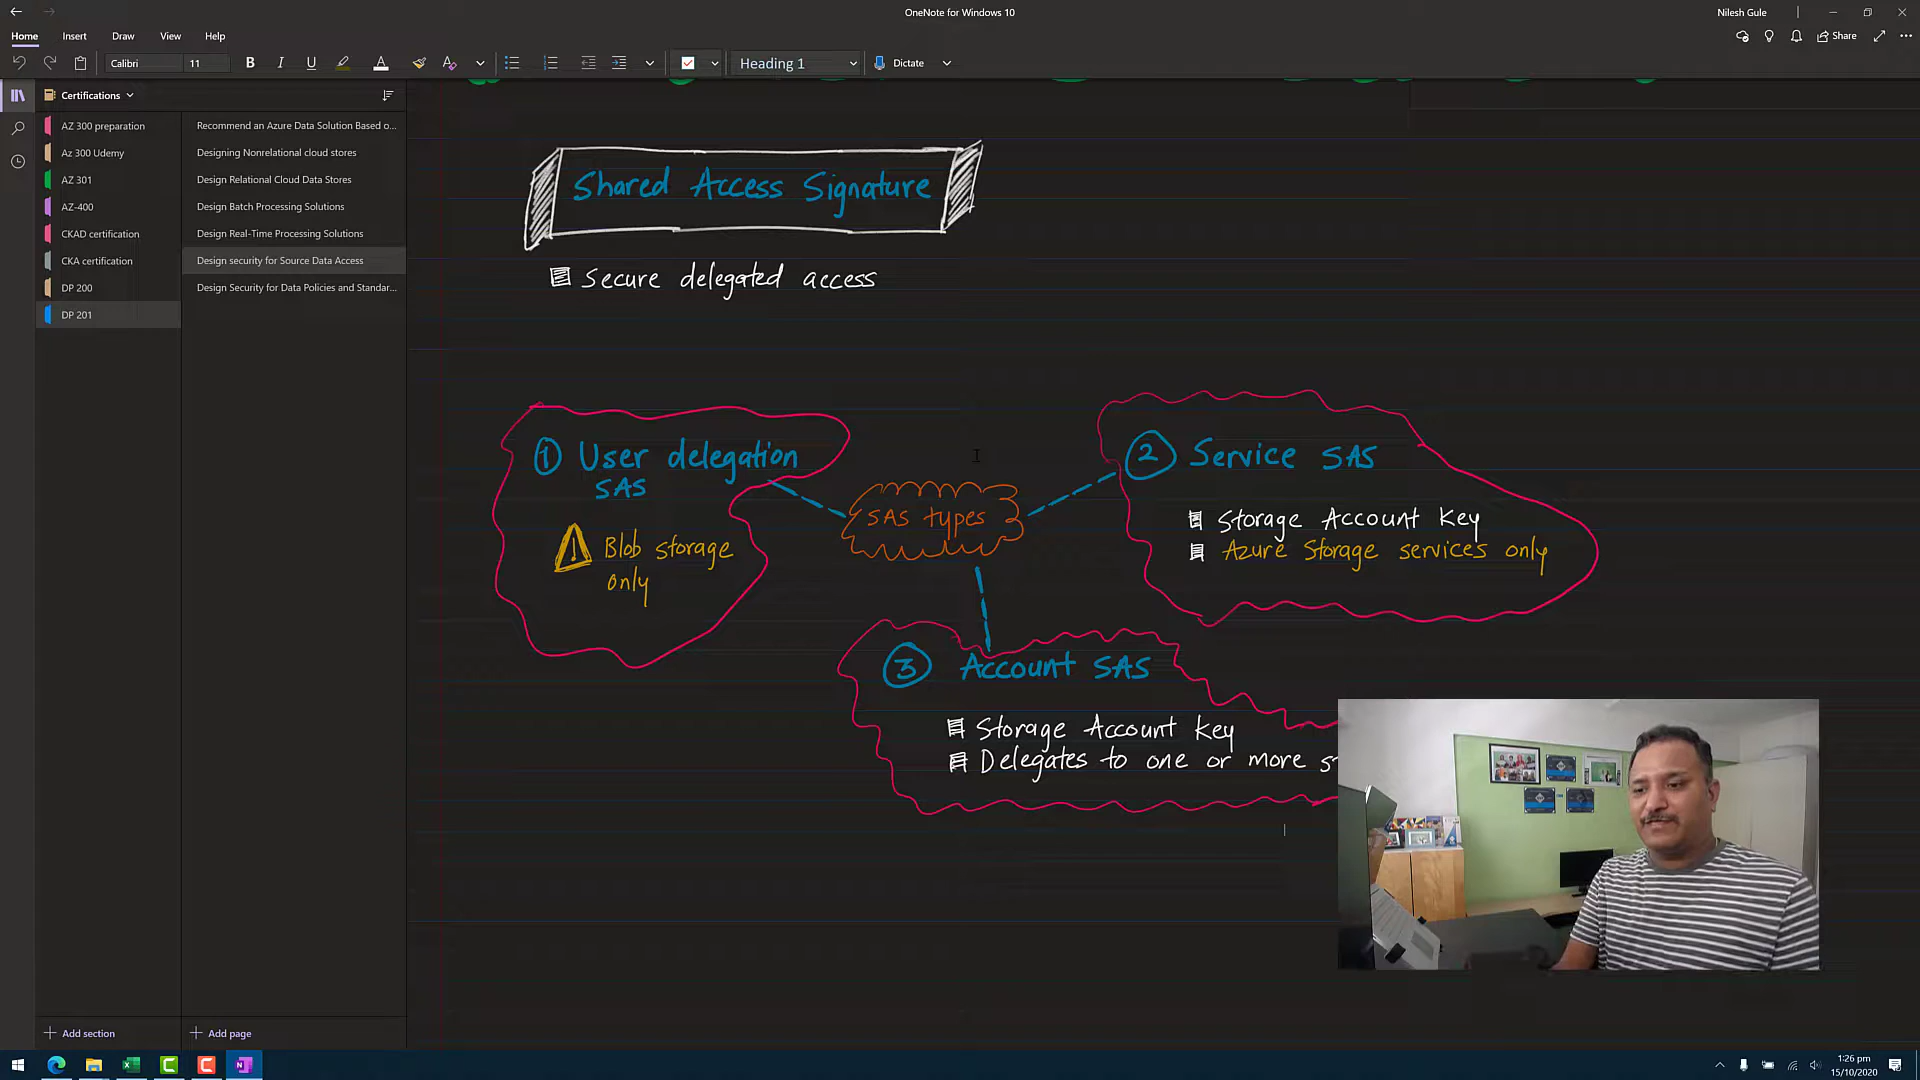 OneNote for Windows 10
Nilesh Gule
Home
Insert
Draw
View
Help
Share
Calibri
11
B
I
U
A
Heading 1
Dictate
Certifications
AZ 300 preparation
Az 300 Udemy
AZ 301
AZ-400
CKAD certification
CKA certification
DP 200
DP 201
Add section
Recommend an Azure Data Solution Based o...
Designing Nonrelational cloud stores
Design Relational Cloud Data Stores
Design Batch Processing Solutions
Design Real-Time Processing Solutions
Design security for Source Data Access
Design Security for Data Policies and Standar...
Add page
Shared Access Signature
Secure delegated access
① User delegation
SAS
! Blob storage
only
SAS types
② Service SAS
Storage Account Key
Azure Storage services only
③ Account SAS
Storage Account Key
Delegates to one or more
1:26 pm
15/10/2020